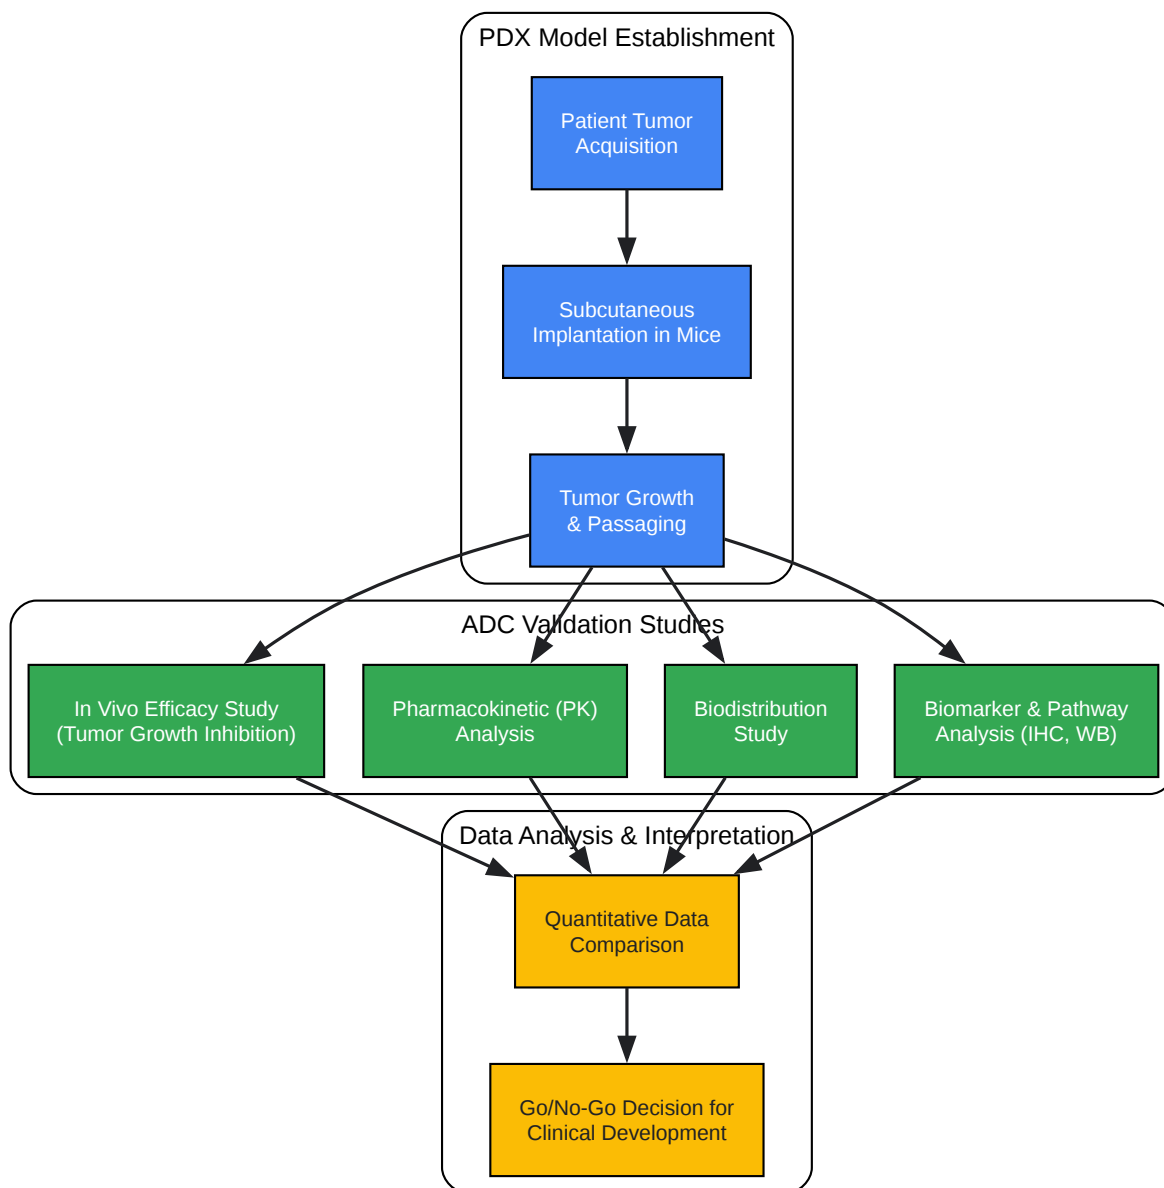 PDX Model Establishment
Patient Tumor
Acquisition
Subcutaneous
Implantation in Mice
Tumor Growth
& Passaging
ADC Validation Studies
In Vivo Efficacy Study
(Tumor Growth Inhibition)
Pharmacokinetic (PK)
Analysis
Biodistribution
Study
Biomarker & Pathway
Analysis (IHC, WB)
Data Analysis & Interpretation
Quantitative Data
Comparison
Go/No-Go Decision for
Clinical Development